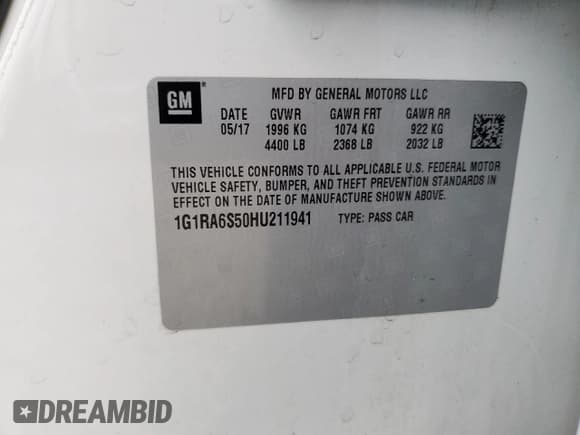 GM
MFD BY GENERAL MOTORS LLC
DATE GVWR GAWR FRT GAWR RR
05/17 1996 KG 1074 KG 922 KG
4400 LB 2368 LB 2032 LB
THIS VEHICLE CONFORMS TO ALL APPLICABLE U.S. FEDERAL MOTOR
VEHICLE SAFETY, BUMPER, AND THEFT PREVENTION STANDARDS IN
EFFECT ON THE DATE OF MANUFACTURE SHOWN ABOVE.
1G1RA6S50HU211941 TYPE: PASS CAR
DREAMBID